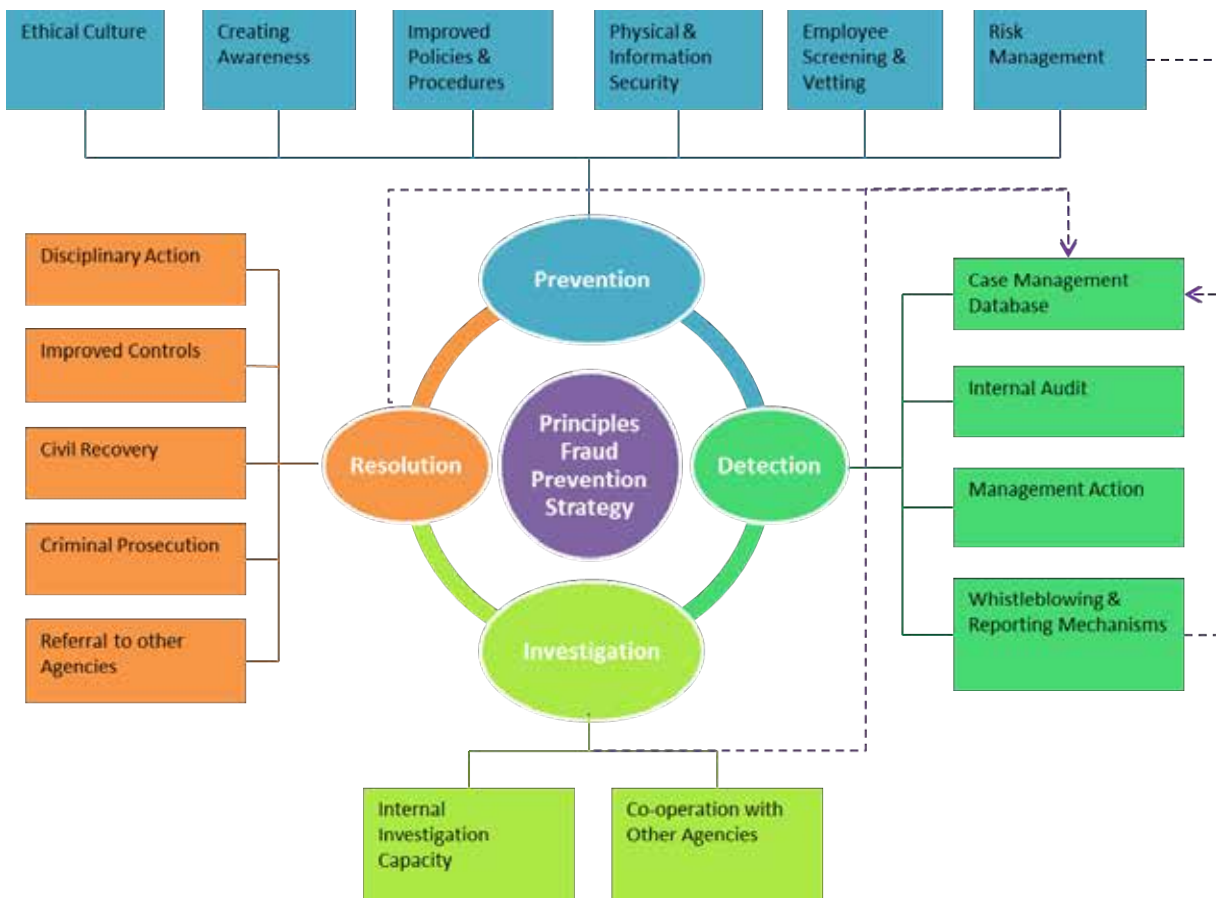 Ethical Culture
Creating
Awareness
Improved
Policies &
Procedures
Physical &
Information
Security
Employee
Screening &
Vetting
Risk
Management
Prevention
Disciplinary Action
Improved Controls
Civil Recovery
Criminal Prosecution
Referral to other
Agencies
Resolution
Principles
Fraud
Prevention
Strategy
Detection
Case Management
Database
Internal Audit
Management Action
Whistleblowing &
Reporting Mechanisms
Investigation
Internal
Investigation
Capacity
Co-operation with
Other Agencies